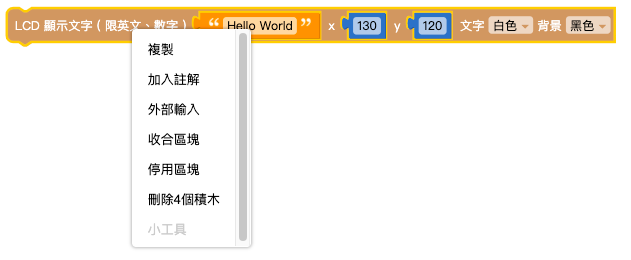 LCD 顯示文字 ( 限英文、數字 ) “ Hello World ” x 130 y 120 文字 白色 背景 黑色
複製
加入註解
外部輸入
收合區塊
停用區塊
刪除4個積木
小工具